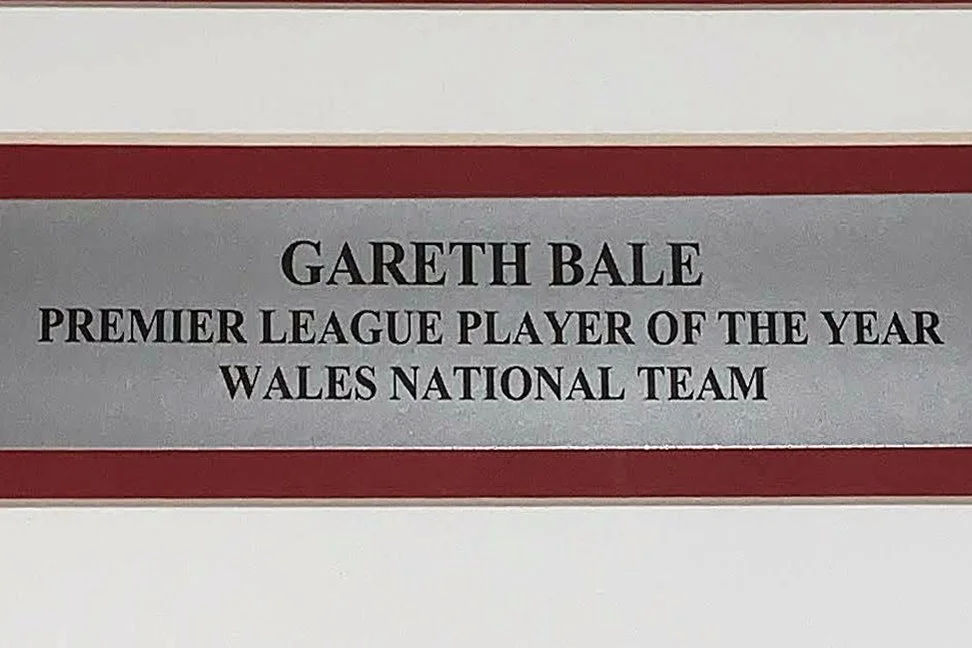 GARETH BALE
PREMIER LEAGUE PLAYER OF THE YEAR
WALES NATIONAL TEAM